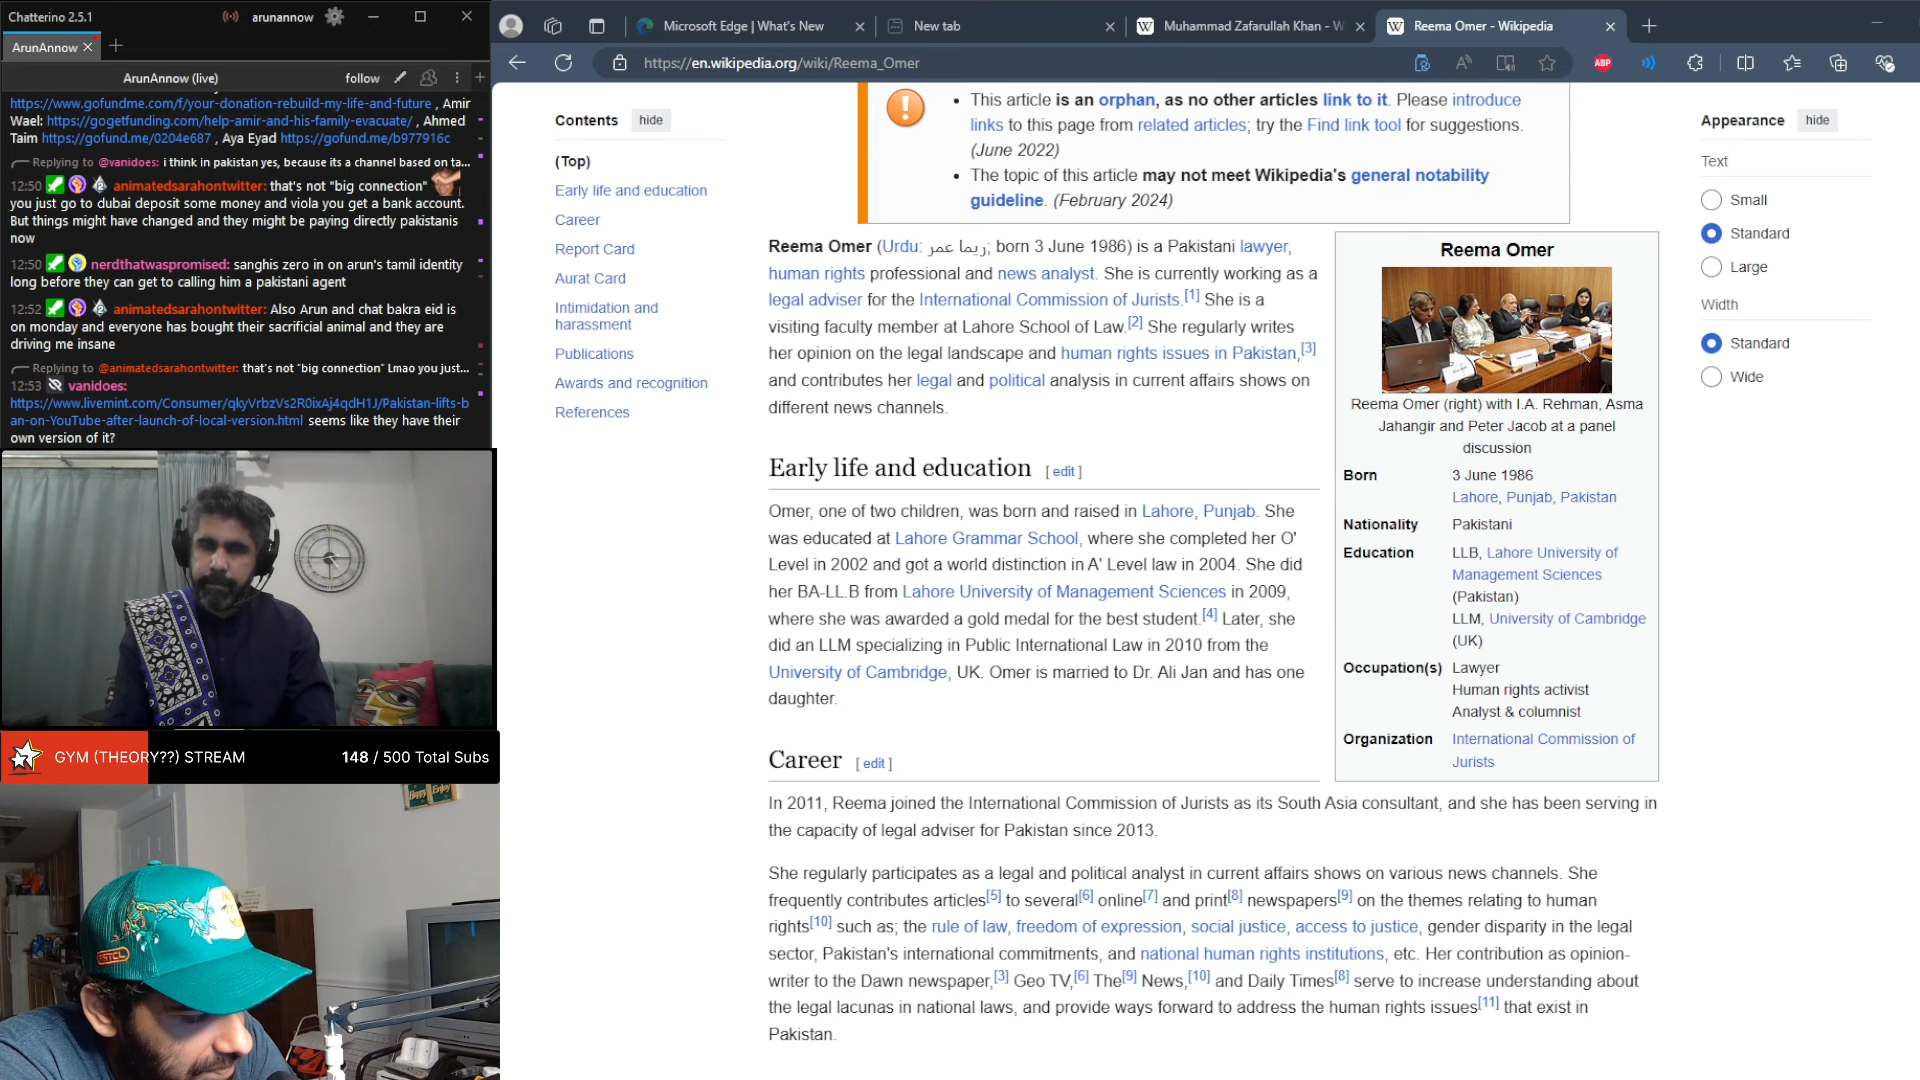 Chatterino 2.5.1
arunannow
ArunAnnow
ArunAnnow (live)
follow
https://www.gofundme.com/f/your-donation-rebuild-my-life-and-future , Amir
Wael: https://gogetfunding.com/help-amir-and-his-family-evacuate/ , Ahmed
Taim https://gofund.me/0204e687 , Aya Eyad https://gofund.me/b977916c
Replying to @vanidoes: i think in pakistan yes, because its a channel based on ta...
12:50 animatedsarahontwitter: that's not "big connection"
you just go to dubai deposit some money and viola you get a bank account.
But things might have changed and they might be paying directly pakistanis
now
12:50 nerdthatwaspromised: sanghis zero in on arun's tamil identity
long before they can get to calling him a pakistani agent
12:52 animatedsarahontwitter: Also Arun and chat bakra eid is
on monday and everyone has bought their sacrificial animal and they are
driving me insane
Replying to @animatedsarahontwitter: that's not "big connection" Lmao you just...
12:53 vanidoes:
https://www.livemint.com/Consumer/qkyVrbzVs2R0ixAj4qdH1J/Pakistan-lifts-b
an-on-YouTube-after-launch-of-local-version.html seems like they have their
own version of it?
GYM (THEORY??) STREAM
148 / 500 Total Subs
Microsoft Edge | What's New
New tab
Muhammad Zafarullah Khan - W
Reema Omer - Wikipedia
https://en.wikipedia.org/wiki/Reema_Omer
ABP
Contents
hide
(Top)
Early life and education
Career
Report Card
Aurat Card
Intimidation and
harassment
Publications
Awards and recognition
References
This article is an orphan, as no other articles link to it. Please introduce
links to this page from related articles; try the Find link tool for suggestions.
(June 2022)
The topic of this article may not meet Wikipedia's general notability
guideline. (February 2024)
Reema Omer (Urdu: ریما عمر; born 3 June 1986) is a Pakistani lawyer,
human rights professional and news analyst. She is currently working as a
legal adviser for the International Commission of Jurists.[1] She is a
visiting faculty member at Lahore School of Law.[2] She regularly writes
her opinion on the legal landscape and human rights issues in Pakistan,[3]
and contributes her legal and political analysis in current affairs shows on
different news channels.
Early life and education [ edit ]
Omer, one of two children, was born and raised in Lahore, Punjab. She
was educated at Lahore Grammar School, where she completed her O'
Level in 2002 and got a world distinction in A' Level law in 2004. She did
her BA-LL.B from Lahore University of Management Sciences in 2009,
where she was awarded a gold medal for the best student.[4] Later, she
did an LLM specializing in Public International Law in 2010 from the
University of Cambridge, UK. Omer is married to Dr. Ali Jan and has one
daughter.
Career [ edit ]
In 2011, Reema joined the International Commission of Jurists as its South Asia consultant, and she has been serving in
the capacity of legal adviser for Pakistan since 2013.
She regularly participates as a legal and political analyst in current affairs shows on various news channels. She
frequently contributes articles[5] to several[6] online[7] and print[8] newspapers[9] on the themes relating to human
rights[10] such as; the rule of law, freedom of expression, social justice, access to justice, gender disparity in the legal
sector, Pakistan's international commitments, and national human rights institutions, etc. Her contribution as opinion-
writer to the Dawn newspaper,[3] Geo TV,[6] The[9] News,[10] and Daily Times[8] serve to increase understanding about
the legal lacunas in national laws, and provide ways forward to address the human rights issues[11] that exist in
Pakistan.
Reema Omer
Reema Omer (right) with I.A. Rehman, Asma
Jahangir and Peter Jacob at a panel
discussion
Born 3 June 1986
Lahore, Punjab, Pakistan
Nationality Pakistani
Education LLB, Lahore University of
Management Sciences
(Pakistan)
LLM, University of Cambridge
(UK)
Occupation(s) Lawyer
Human rights activist
Analyst & columnist
Organization International Commission of
Jurists
Appearance
hide
Text
Small
Standard
Large
Width
Standard
Wide